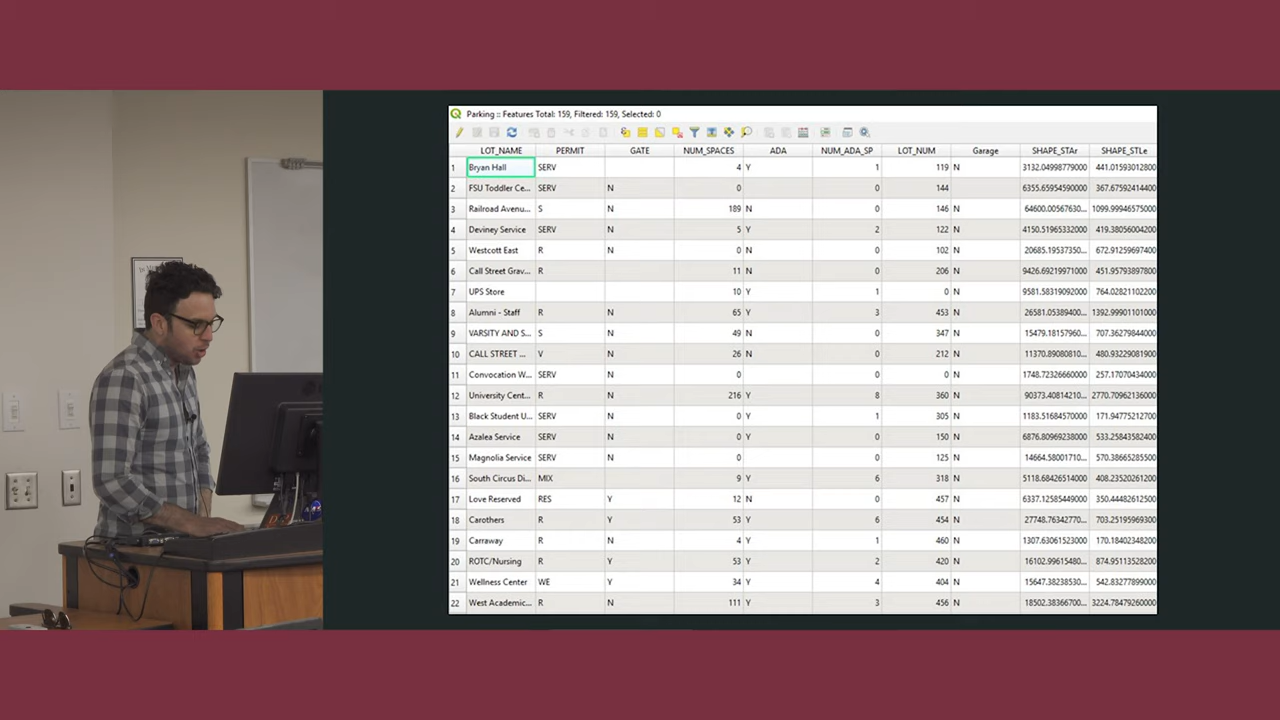 Parking :: Features Total: 159, Filtered: 159, Selected: 0
LOT_NAME PERMIT GATE NUM_SPACES ADA NUM_ADA_SP LOT_NUM Garage SHAPE_STAr SHAPE_STLe
1 Bryan Hall SERV 4 Y 1 119 N 3132.04998779000 441.01593012800
2 FSU Toddler Ce... SERV N 0 0 144 6355.65954590000 367.67592414400
3 Railroad Avenu... S N 189 N 0 146 N 64600.00567630... 1099.99946575000
4 Deviney Service SERV N 5 Y 2 122 N 4150.51965332000 419.38056004200
5 Westcott East R N 0 N 0 102 N 20685.19537350... 672.91259697400
6 Call Street Grav... R 11 N 0 206 N 9426.69219971000 451.95793897800
7 UPS Store 10 Y 1 0 N 9581.58319092000 764.02821102200
8 Alumni - Staff R N 65 Y 3 453 N 26581.05389400... 1392.99901101000
9 VARSITY AND S... S N 49 N 0 347 N 15479.18157960... 707.36279844000
10 CALL STREET ... V N 26 N 0 212 N 11370.89080810... 480.93229081900
11 Convocation W... SERV N 0 0 0 N 1748.72326660000 257.17070434000
12 University Cent... R N 216 Y 8 360 N 90373.40814210... 2770.70962136000
13 Black Student U... SERV N 0 Y 1 305 N 1183.51684570000 171.94775212700
14 Azalea Service SERV N 0 Y 0 150 N 6876.80969238000 533.25843582400
15 Magnolia Service SERV N 0 0 125 N 14664.58001710... 570.38665285500
16 South Circus Di... MIX 9 Y 6 318 N 5118.68426514000 408.23520261200
17 Love Reserved RES Y 12 N 0 457 N 6337.12585449000 350.44482612500
18 Carothers R Y 53 Y 6 454 N 27748.76342770... 703.25195969300
19 Carraway R N 4 Y 1 460 N 1307.63061523000 170.18402348200
20 ROTC/Nursing R Y 53 Y 2 420 N 16102.99615480... 874.95113528200
21 Wellness Center WE Y 34 Y 4 404 N 15647.38238530... 542.83277899000
22 West Academic... R N 111 Y 3 456 N 18502.38366700... 3224.78479260000